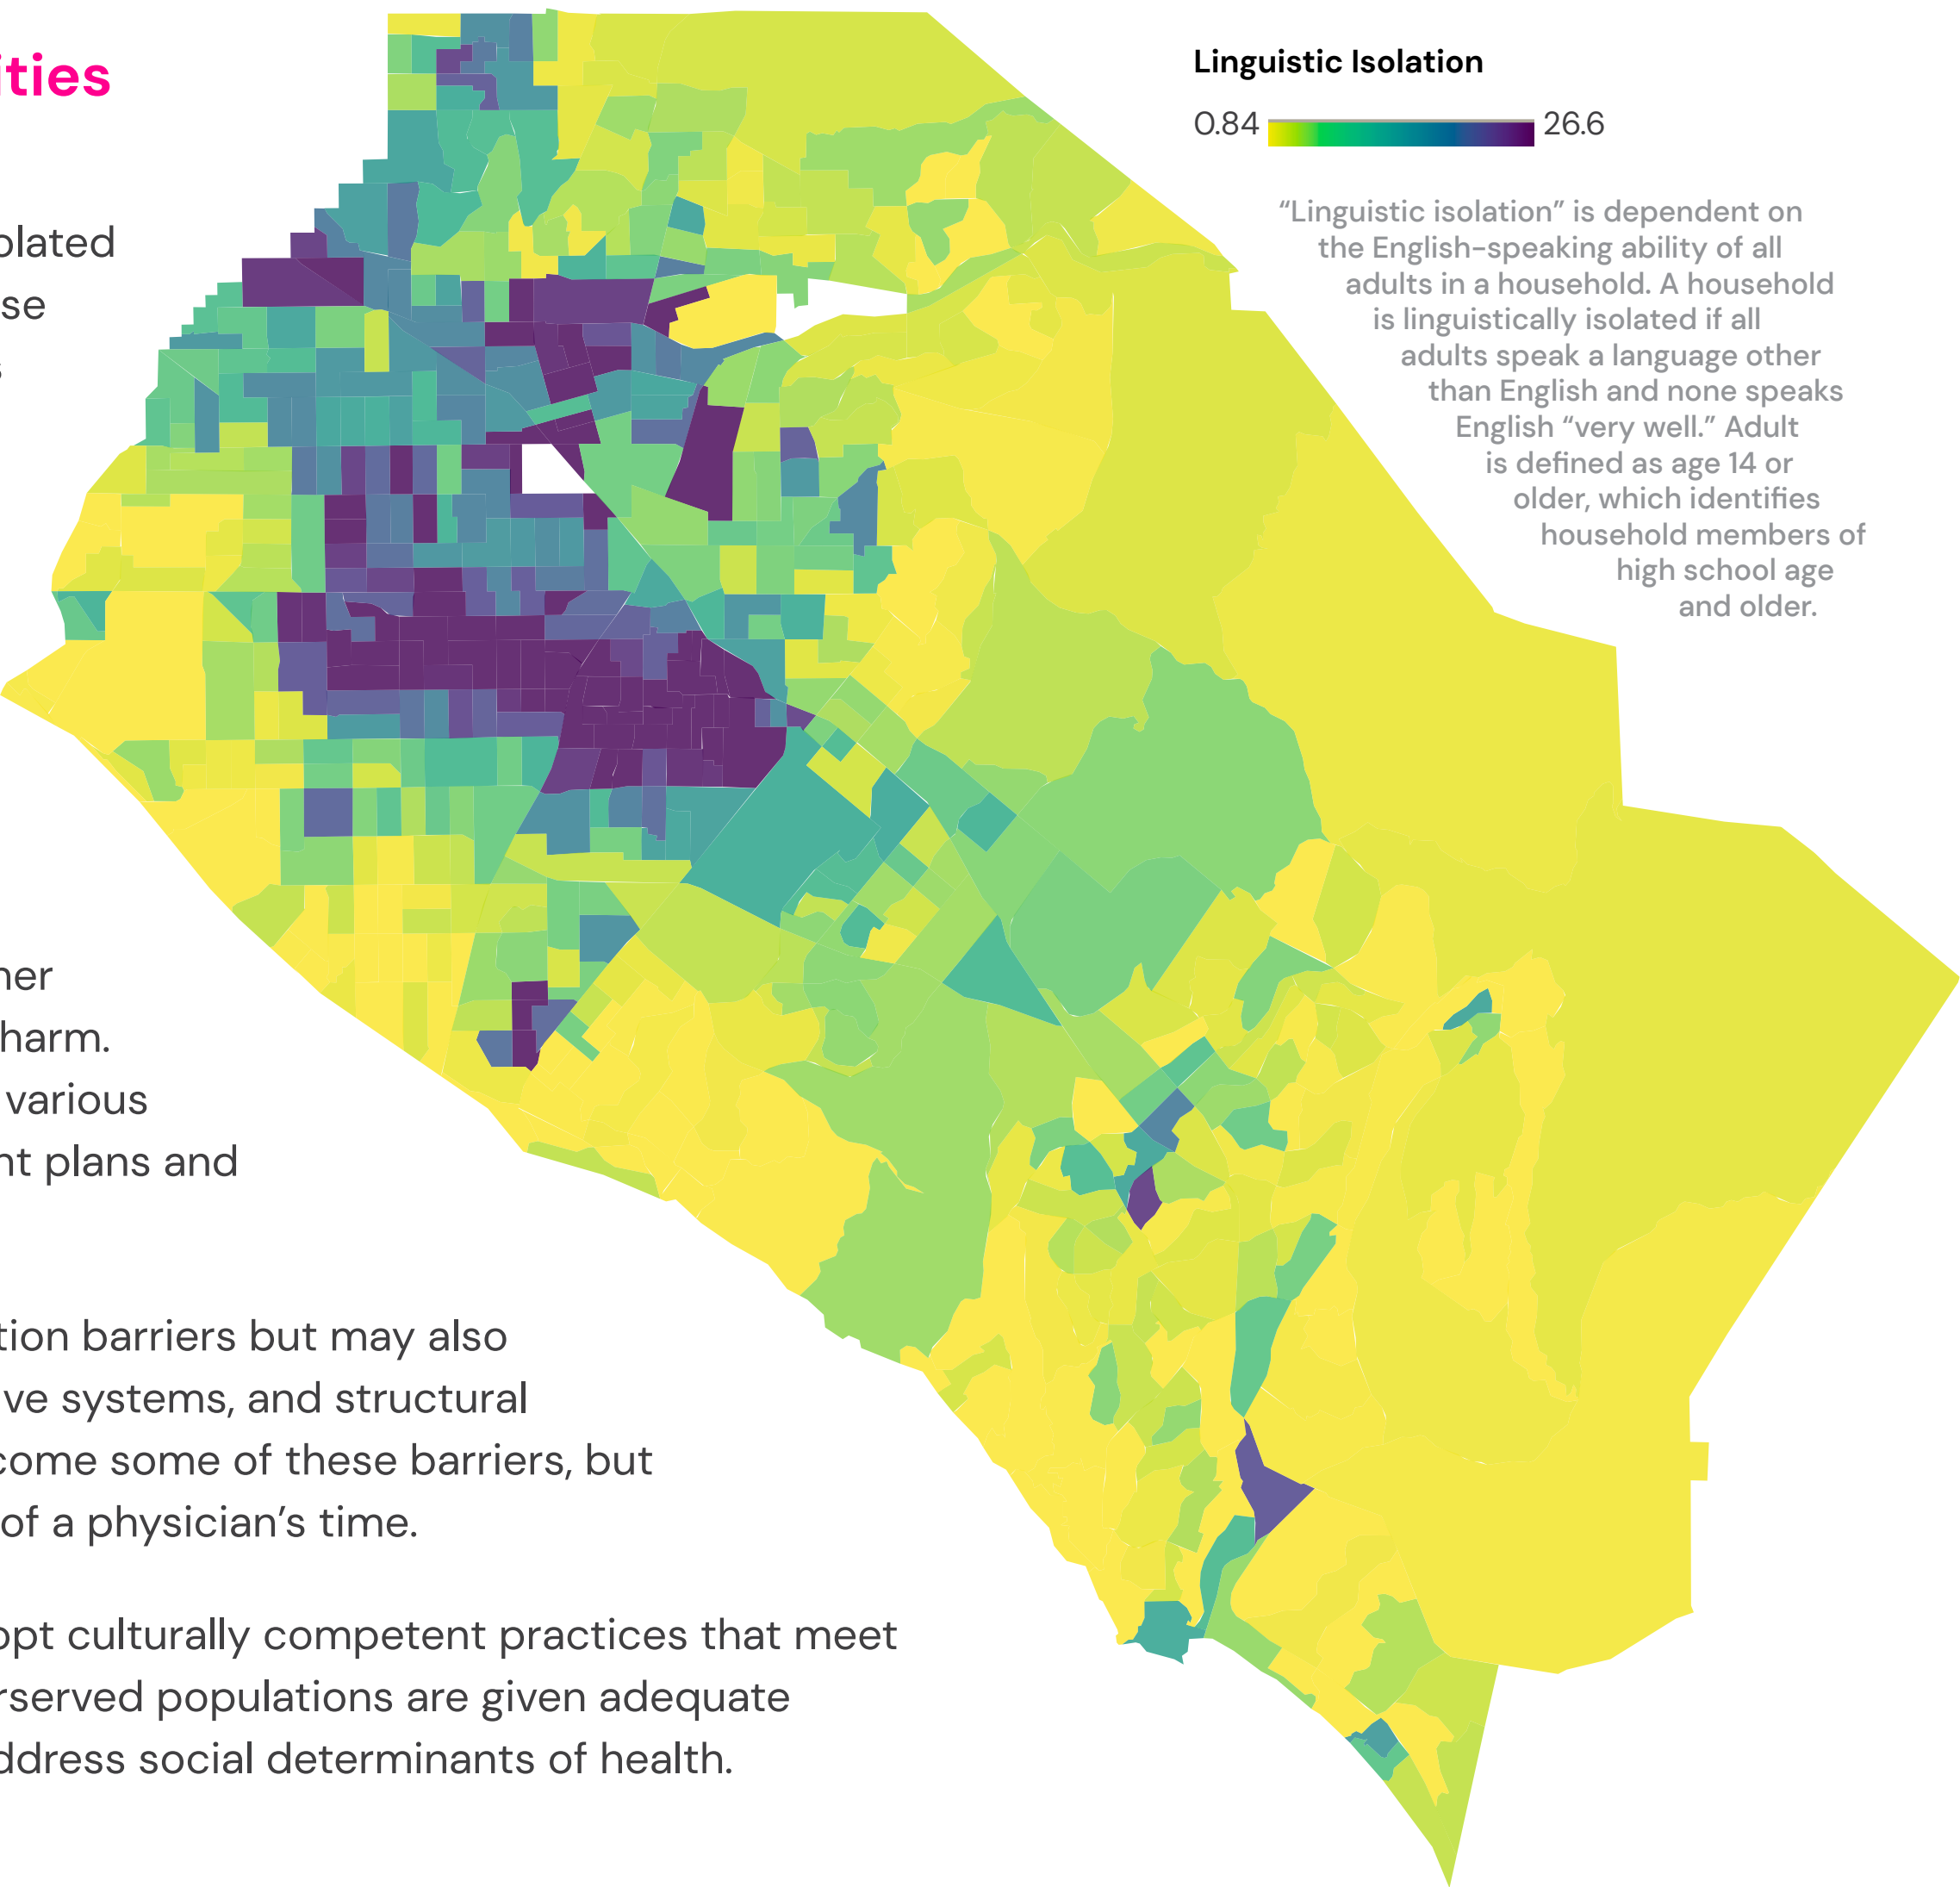 ities
Linguistic Isolation
0.84 26.6
“Linguistic isolation” is dependent on
the English-speaking ability of all
adults in a household. A household
is linguistically isolated if all
adults speak a language other
than English and none speaks
English “very well.” Adult
is defined as age 14 or
older, which identifies
household members of
high school age
and older.
olated
se
s
ner
harm.
various
nt plans and
tion barriers but may also
ve systems, and structural
come some of these barriers, but
of a physician’s time.
opt culturally competent practices that meet
rserved populations are given adequate
ddress social determinants of health.